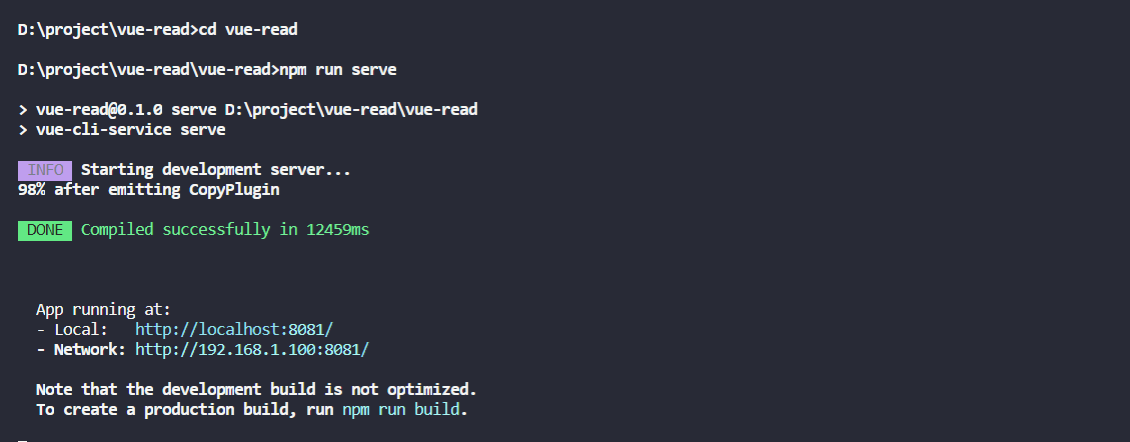 D:\project\vue-read>cd vue-read
D:\project\vue-read\vue-read>npm run serve
> vue-read@0.1.0 serve D:\project\vue-read\vue-read
> vue-cli-service serve
INFO Starting development server...
98% after emitting CopyPlugin
DONE Compiled successfully in 12459ms
App running at:
- Local: http://localhost:8081/
- Network: http://192.168.1.100:8081/
Note that the development build is not optimized.
To create a production build, run npm run build.